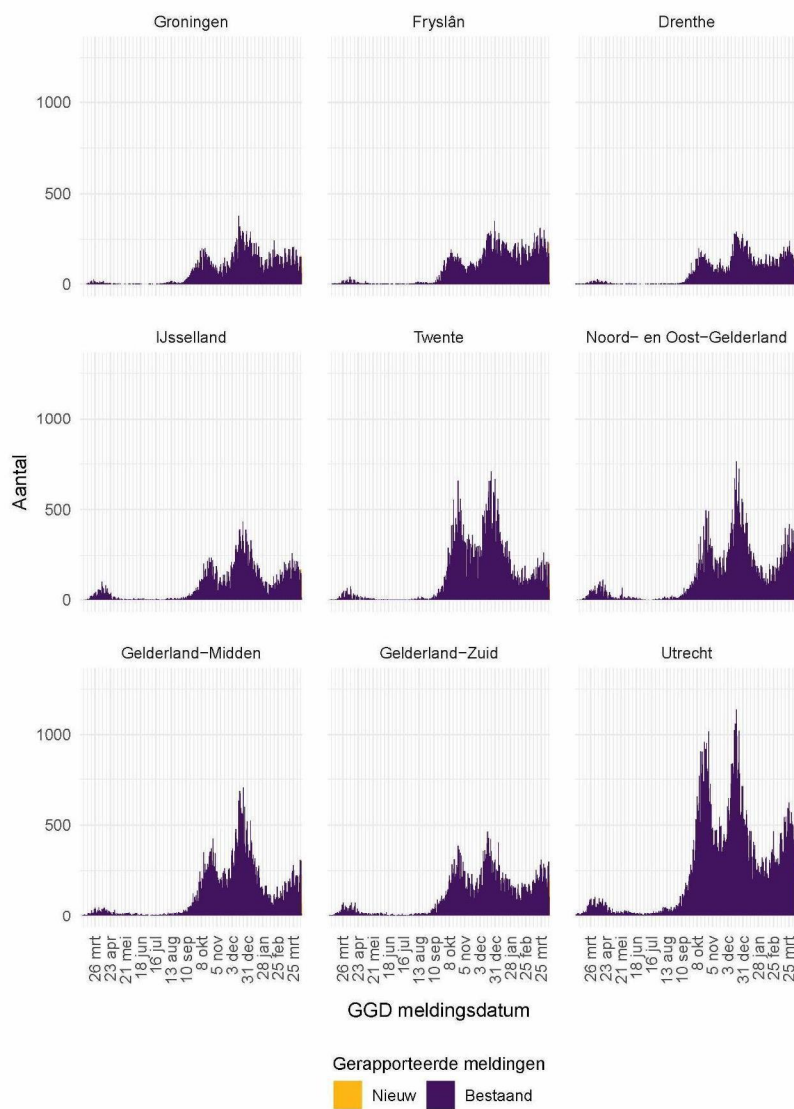 Groningen Fryslân Drenthe
1000
500
0
IJsselland Twente Noord− en Oost−Gelderland
1000
500
0
Aantal
Gelderland−Midden Gelderland−Zuid Utrecht
1000
500
0
26 mrt 23 apr 21 mei 18 jun 16 jul 13 aug 10 sep 8 okt 5 nov 3 dec 31 dec 28 jan 25 feb 25 mrt
26 mrt 23 apr 21 mei 18 jun 16 jul 13 aug 10 sep 8 okt 5 nov 3 dec 31 dec 28 jan 25 feb 25 mrt
26 mrt 23 apr 21 mei 18 jun 16 jul 13 aug 10 sep 8 okt 5 nov 3 dec 31 dec 28 jan 25 feb 25 mrt
GGD meldingsdatum
Gerapporteerde meldingen
Nieuw Bestaand